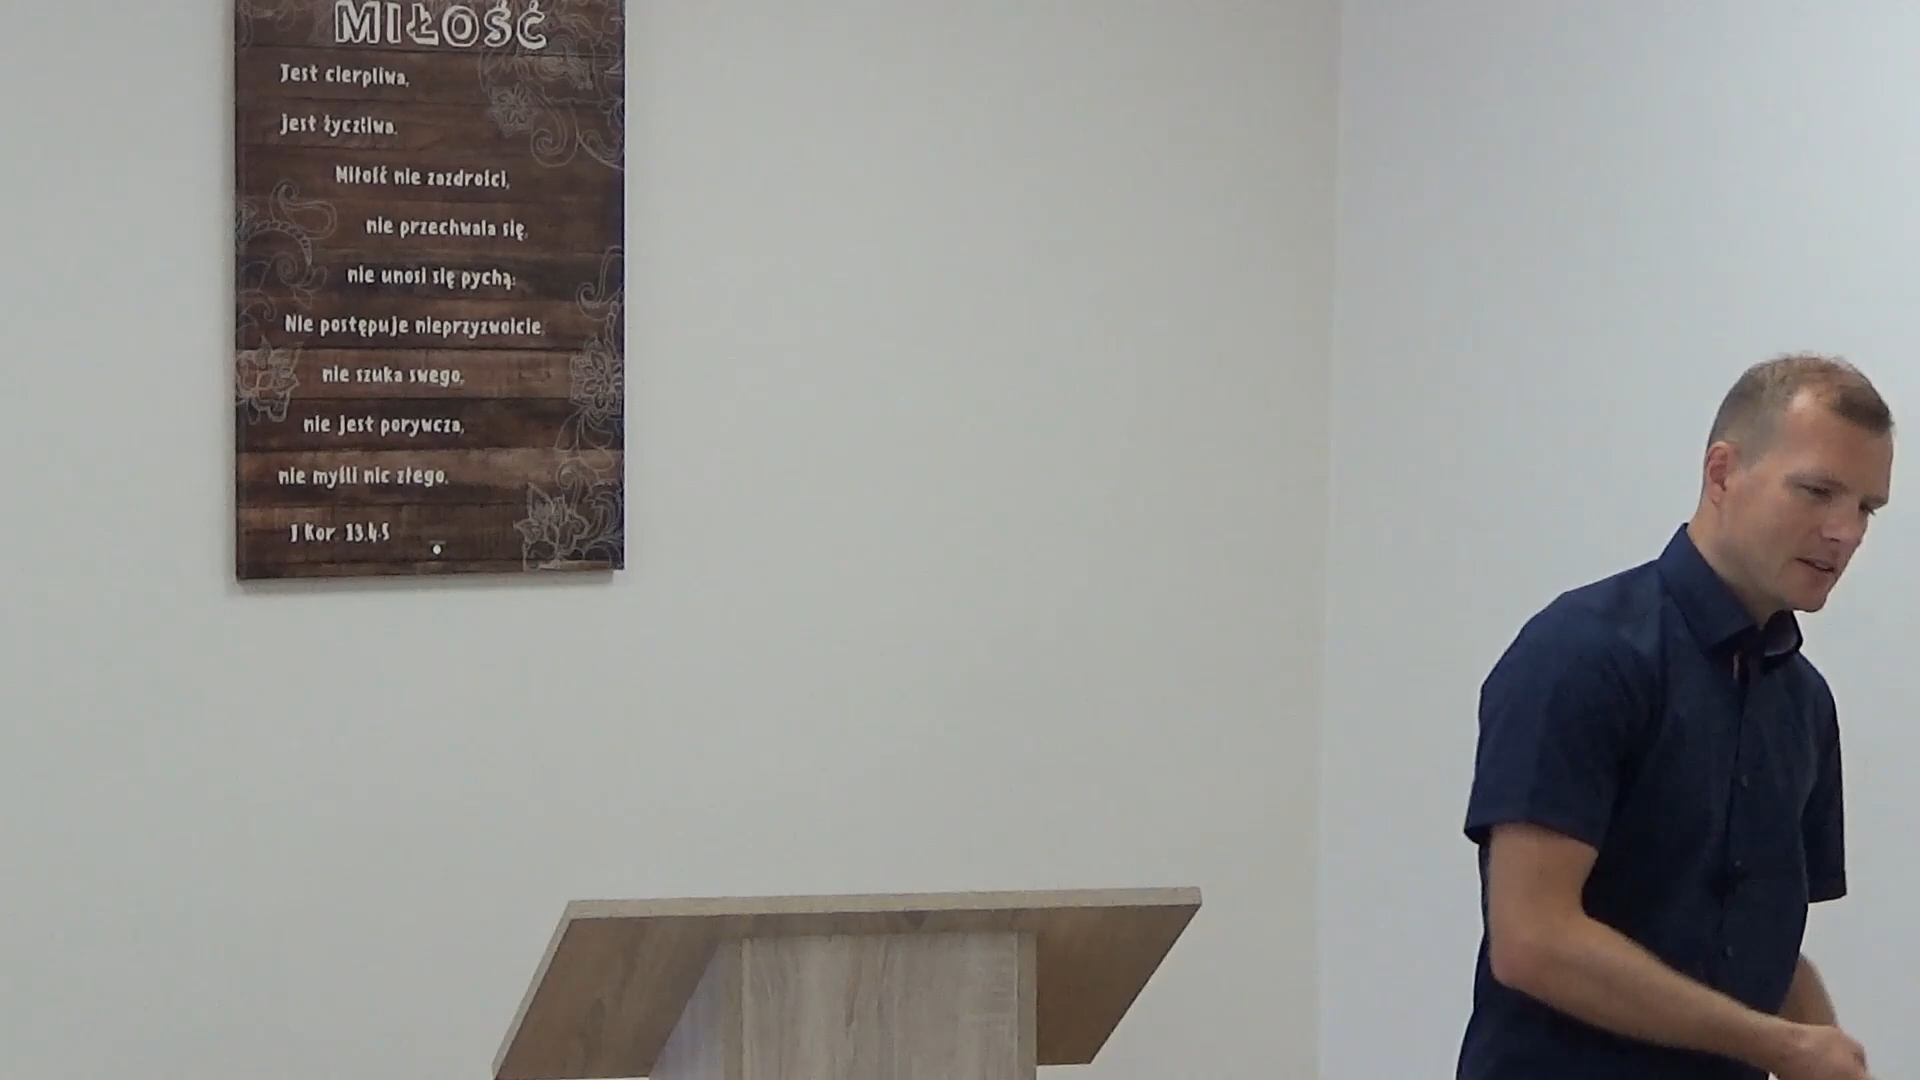 MIŁOŚĆ
Jest cierpliwa,
jest życzliwa.
Miłość nie zazdrości,
nie przechwala się,
nie unosi się pychą;
Nie postępuje nieprzyzwoicie,
nie szuka swego,
nie jest porywcza,
nie myśli nic złego.
1 Kor. 13.4-5